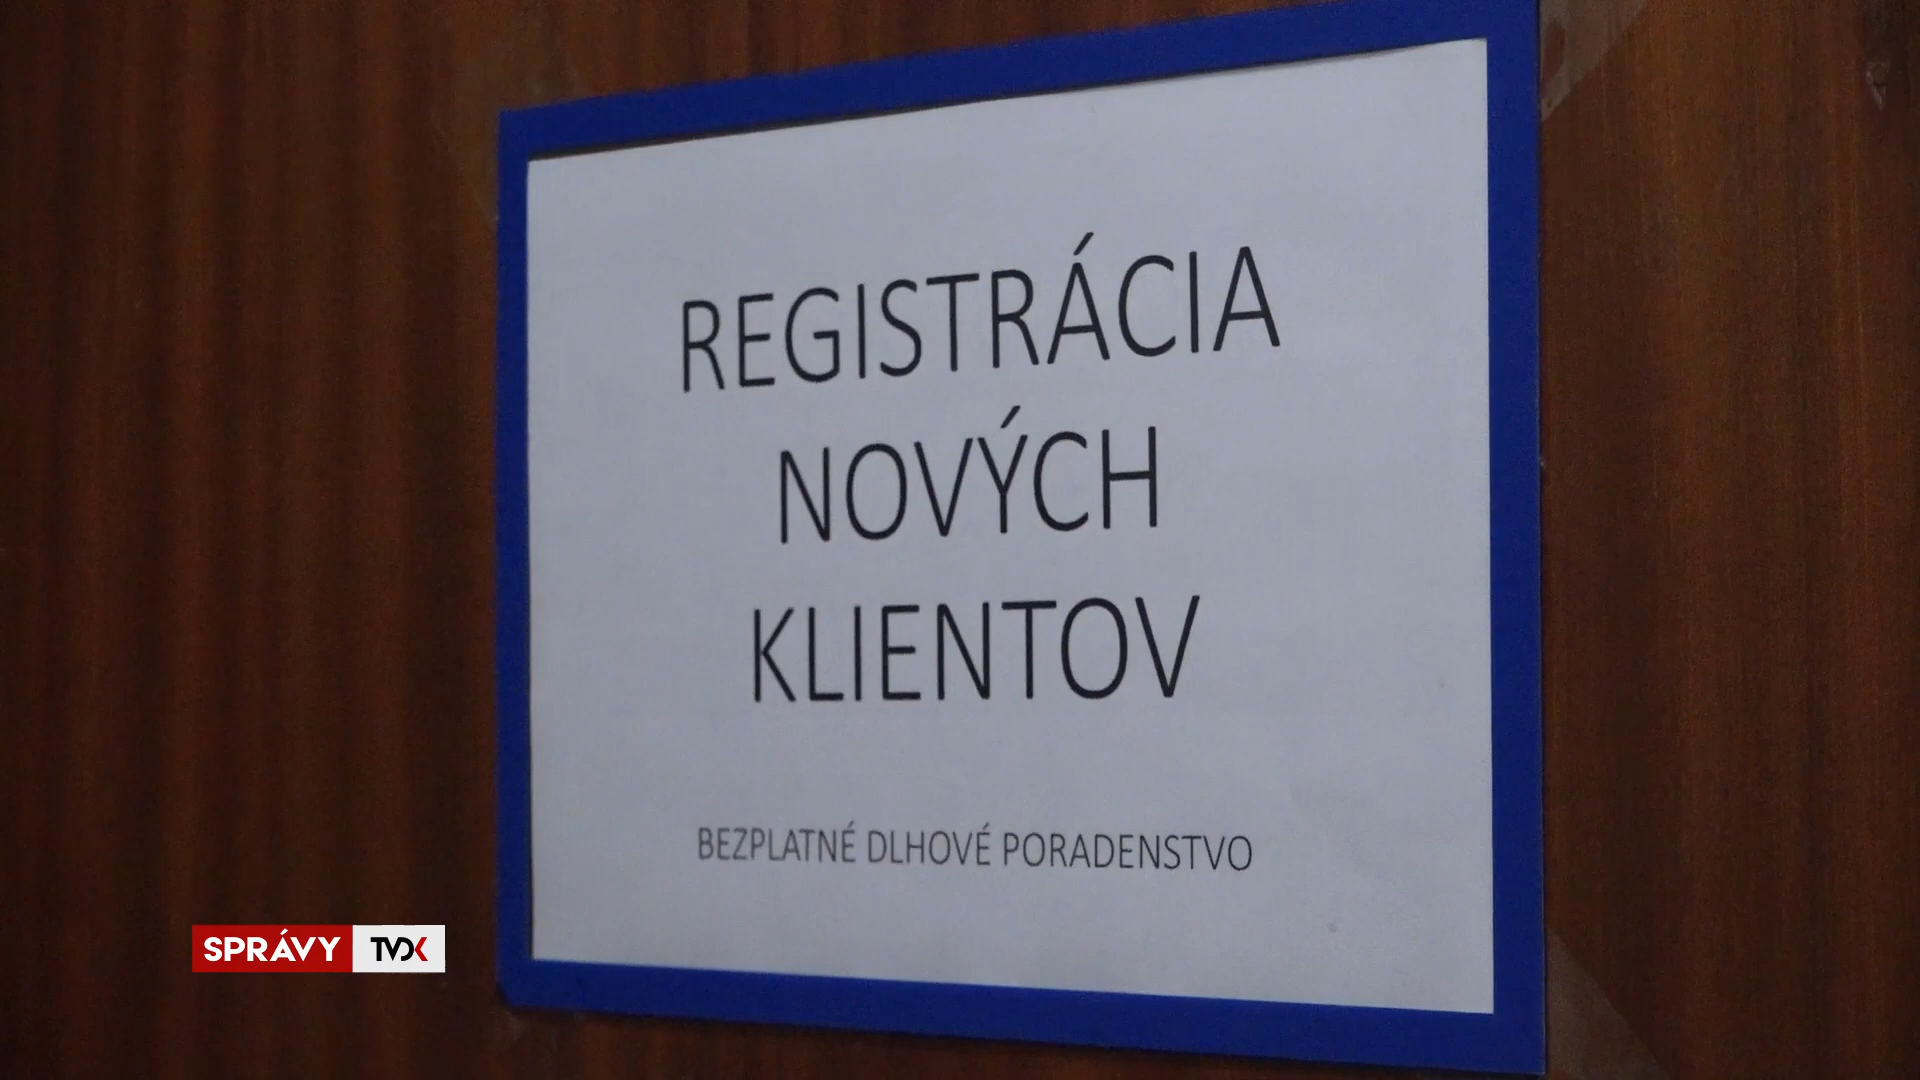 REGISTRÁCIA
NOVÝCH
KLIENTOV
BEZPLATNÉ DLHOVÉ PORADENSTVO
SPRÁVY TVDK